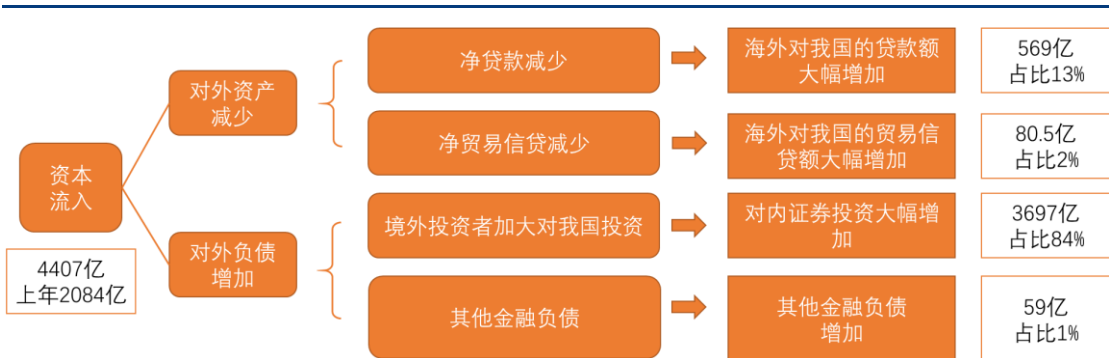 资本
流入
4407亿
上年2084亿
对外资产
减少
对外负债
增加
净贷款减少
海外对我国的贷款额
大幅增加
569亿
占比13%
净贸易信贷减少
海外对我国的贸易信
贷额大幅增加
80.5亿
占比2%
境外投资者加大对我国投资
对内证券投资大幅增
加
3697亿
占比84%
其他金融负债
其他金融负债
增加
59亿
占比1%